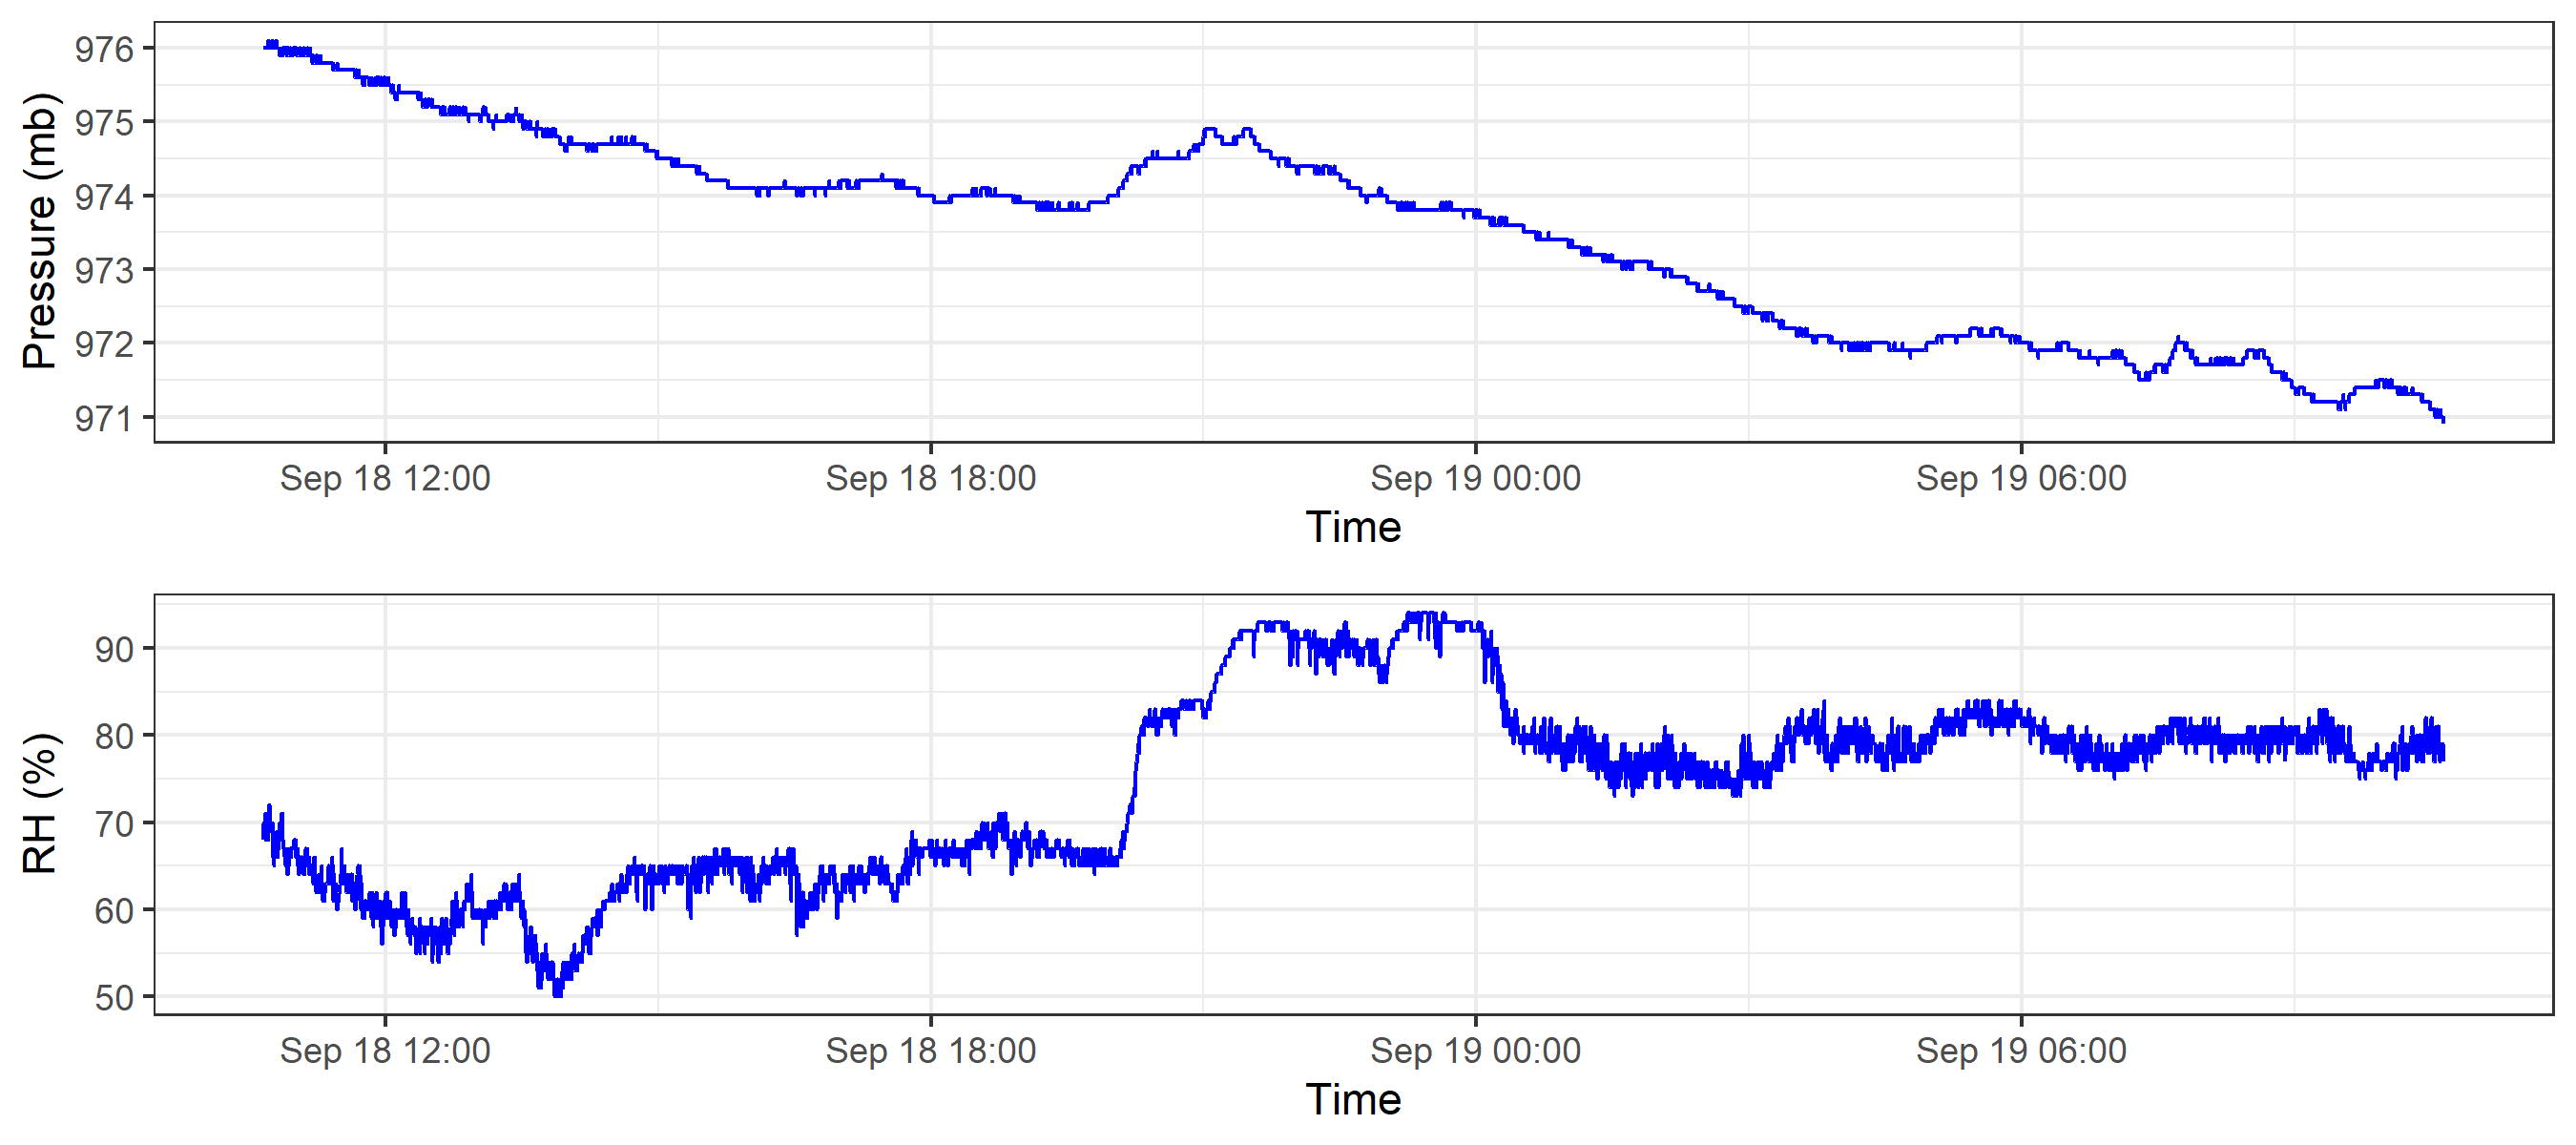 Pressure (mb)
976
975
974
973
972
971
Sep 18 12:00
Sep 18 18:00
Sep 19 00:00
Sep 19 06:00
Time
RH (%)
90
80
70
60
50
Sep 18 12:00
Sep 18 18:00
Sep 19 00:00
Sep 19 06:00
Time